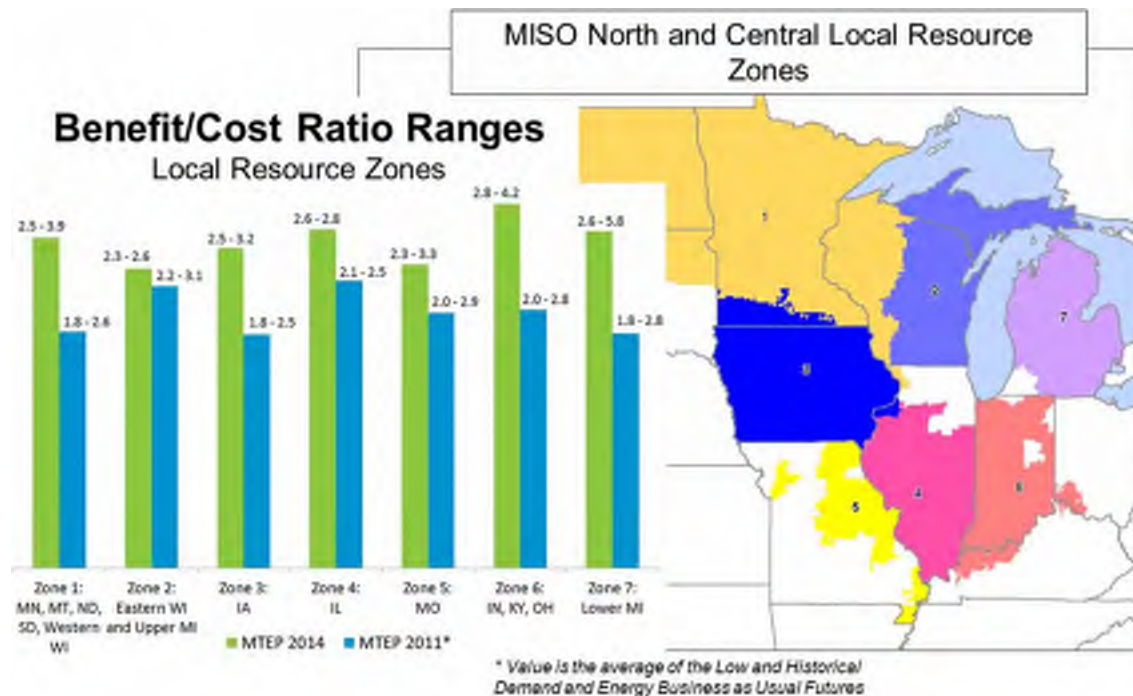 MISO North and Central Local Resource
Zones
Benefit/Cost Ratio Ranges
Local Resource Zones
2.5 - 3.9
1.8 - 2.6
2.3 - 2.6
2.2 - 3.1
2.5 - 3.2
1.8 - 2.5
2.6 - 2.8
2.1 - 2.5
2.3 - 3.3
2.0 - 2.9
2.8 - 4.2
2.0 - 2.8
2.6 - 5.8
1.8 - 2.8
Zone 1:
MN, MT, ND,
SD, Western
WI
Zone 2:
Eastern WI
and Upper MI
Zone 3:
IA
Zone 4:
IL
Zone 5:
MO
Zone 6:
IN, KY, OH
Zone 7:
Lower MI
MTEP 2014
MTEP 2011*
1
2
3
4
5
6
7
* Value is the average of the Low and Historical
Demand and Energy Business as Usual Futures